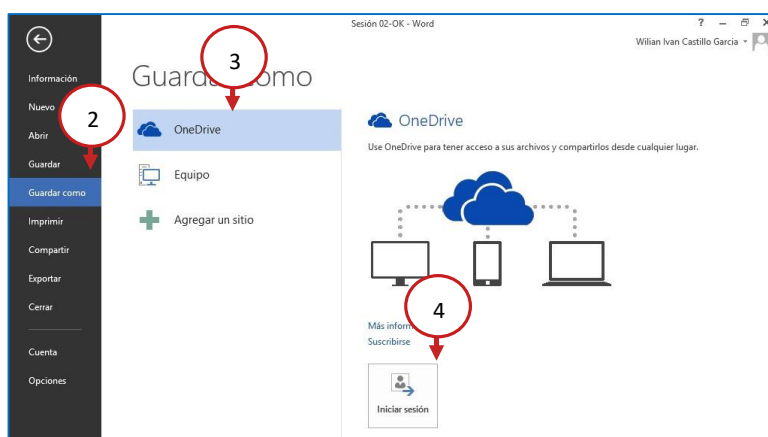 Sesión 02-OK - Word
?
Wilian Ivan Castillo Garcia
Información
Nuevo
Abrir
Guardar
Guardar como
Imprimir
Compartir
Exportar
Cerrar
Cuenta
Opciones
2
Guardar como
3
OneDrive
Equipo
Agregar un sitio
OneDrive
Use OneDrive para tener acceso a sus archivos y compartirlos desde cualquier lugar.
4
Más
Suscribirse
Iniciar sesión